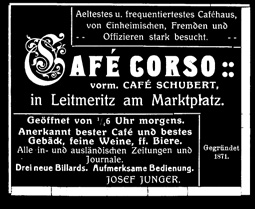 Aeltestes u. frequentiertestes Caféhaus,
von Einheimischen, Fremden und
Offizieren stark besucht.
CAFÉ CORSO ::
vorm. CAFÉ SCHUBERT,
in Leitmeritz am Marktplatz.
Geöffnet von ½6 Uhr morgens.
Anerkannt bester Café und bestes
Gebäck, feine Weine, ff. Biere.
Alle in- und ausländischen Zeitungen und
Journale.
Drei neue Billards. Aufmerksame Bedienung.
JOSEF JUNGER.
Gegründet
1871.